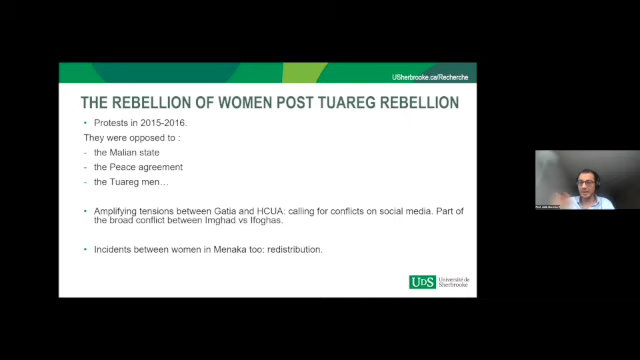 USherbrooke.ca/Recherche
THE REBELLION OF WOMEN POST TUAREG REBELLION
• Protests in 2015-2016.
They were opposed to :
- the Malian state
- the Peace agreement
- the Tuareg men…
• Amplifying tensions between Gatia and HCUA: calling for conflicts on social media. Part of
the broad conflict between Imghad vs Ifoghas.
• Incidents between women in Menaka too: redistribution.
UDS Université de
Sherbrooke